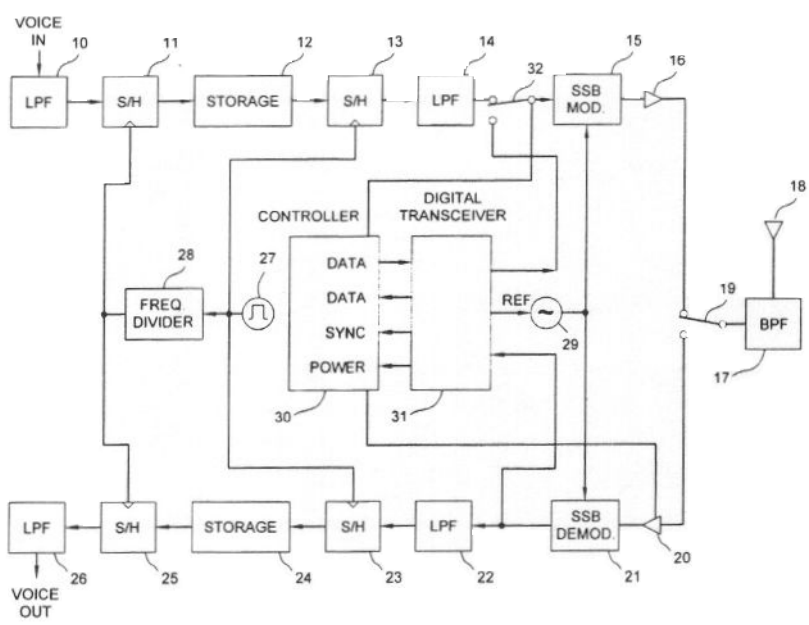 VOICE
IN
10
11
12
13
14
15
16
32
LPF
S/H
STORAGE
S/H
LPF
SSB
MOD.
DIGITAL
TRANSCEIVER
CONTROLLER
18
28
27
DATA
DATA
SYNC
POWER
REF
FREQ.
DIVIDER
29
19
BPF
17
30
31
LPF
S/H
STORAGE
S/H
LPF
SSB
DEMOD.
26
25
24
23
22
21
20
VOICE
OUT